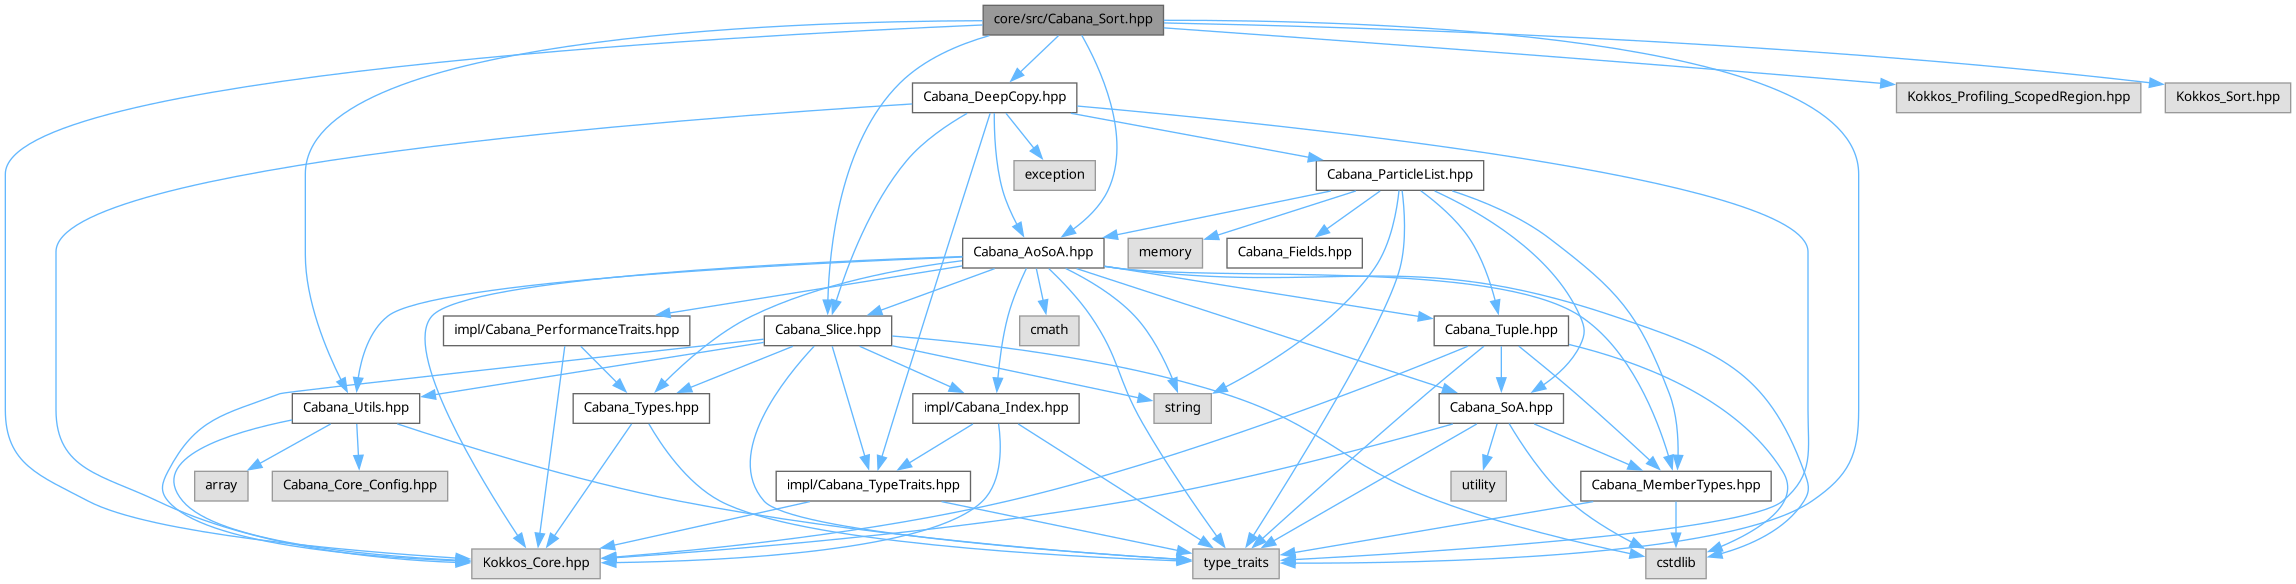 core/src/Cabana_Sort.hpp
Cabana_DeepCopy.hpp
Kokkos_Profiling_ScopedRegion.hpp
Kokkos_Sort.hpp
exception
Cabana_ParticleList.hpp
Cabana_AoSoA.hpp
memory
Cabana_Fields.hpp
impl/Cabana_PerformanceTraits.hpp
Cabana_Slice.hpp
cmath
Cabana_Tuple.hpp
Cabana_Utils.hpp
Cabana_Types.hpp
impl/Cabana_Index.hpp
string
Cabana_SoA.hpp
array
Cabana_Core_Config.hpp
impl/Cabana_TypeTraits.hpp
utility
Cabana_MemberTypes.hpp
Kokkos_Core.hpp
type_traits
cstdlib